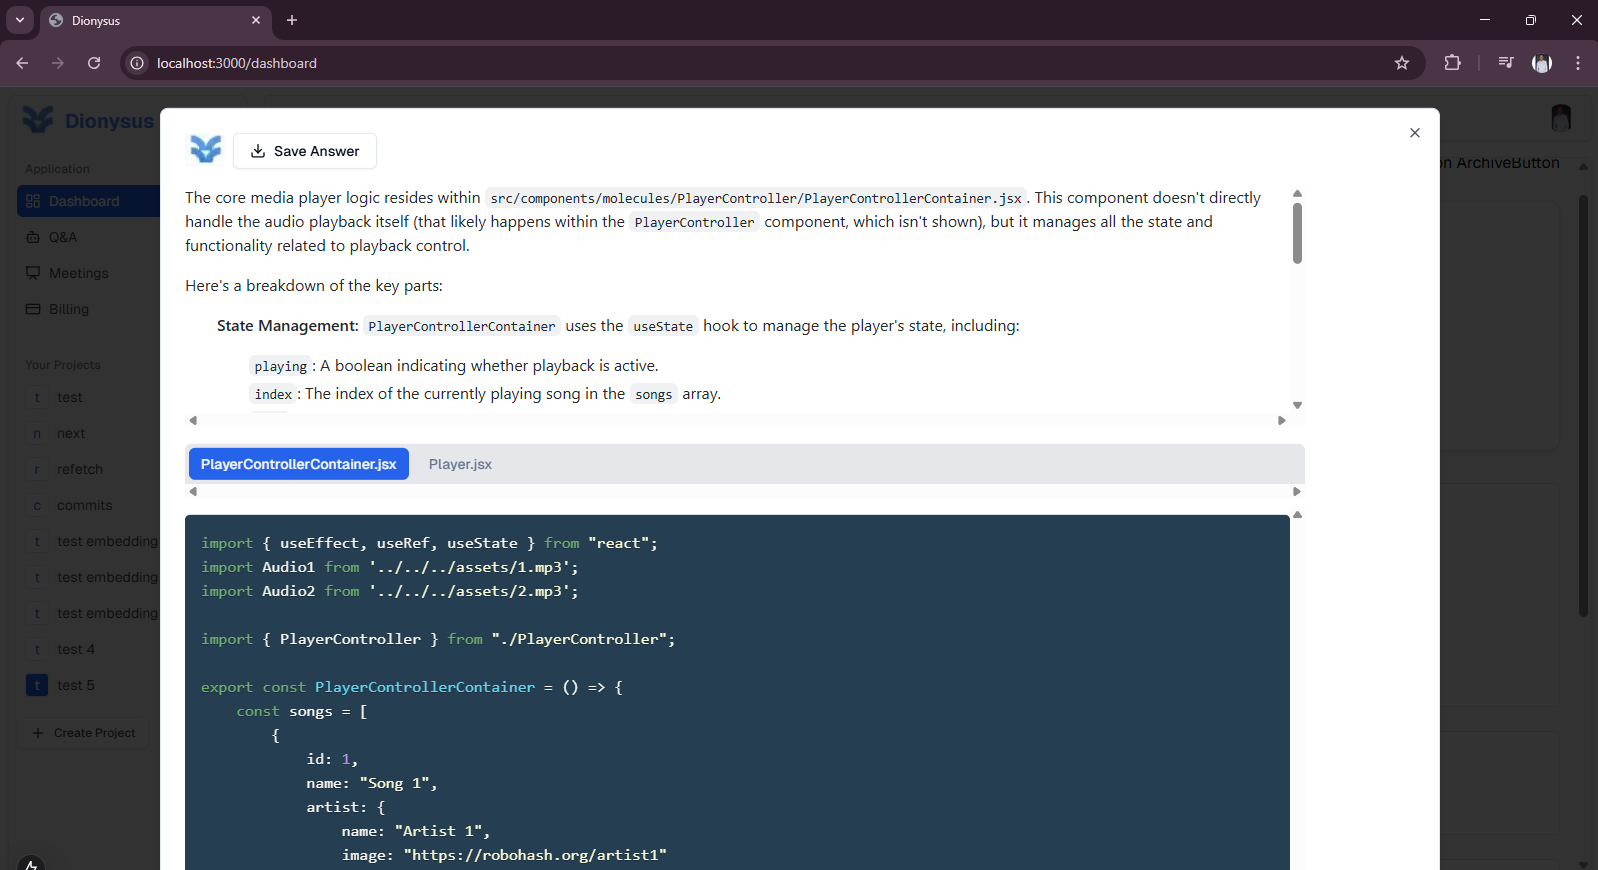 Dionysus
localhost:3000/dashboard
Dionysus
Application
Dashboard
Q&A
Meetings
Billing
Your Projects
t test
n next
r refetch
c commits
t test embedding
t test embedding
t test embedding
t test 4
t test 5
+ Create Project
on ArchiveButton
Save Answer
The core media player logic resides within src/components/molecules/PlayerController/PlayerControllerContainer.jsx. This component doesn't directly
handle the audio playback itself (that likely happens within the PlayerController component, which isn't shown), but it manages all the state and
functionality related to playback control.
Here's a breakdown of the key parts:
State Management: PlayerControllerContainer uses the useState hook to manage the player's state, including:
playing: A boolean indicating whether playback is active.
index: The index of the currently playing song in the songs array.
PlayerControllerContainer.jsx Player.jsx
import { useEffect, useRef, useState } from "react";
import Audio1 from '../../../assets/1.mp3';
import Audio2 from '../../../assets/2.mp3';
import { PlayerController } from "./PlayerController";
export const PlayerControllerContainer = () => {
const songs = [
{
id: 1,
name: "Song 1",
artist: {
name: "Artist 1",
image: "https://robohash.org/artist1"